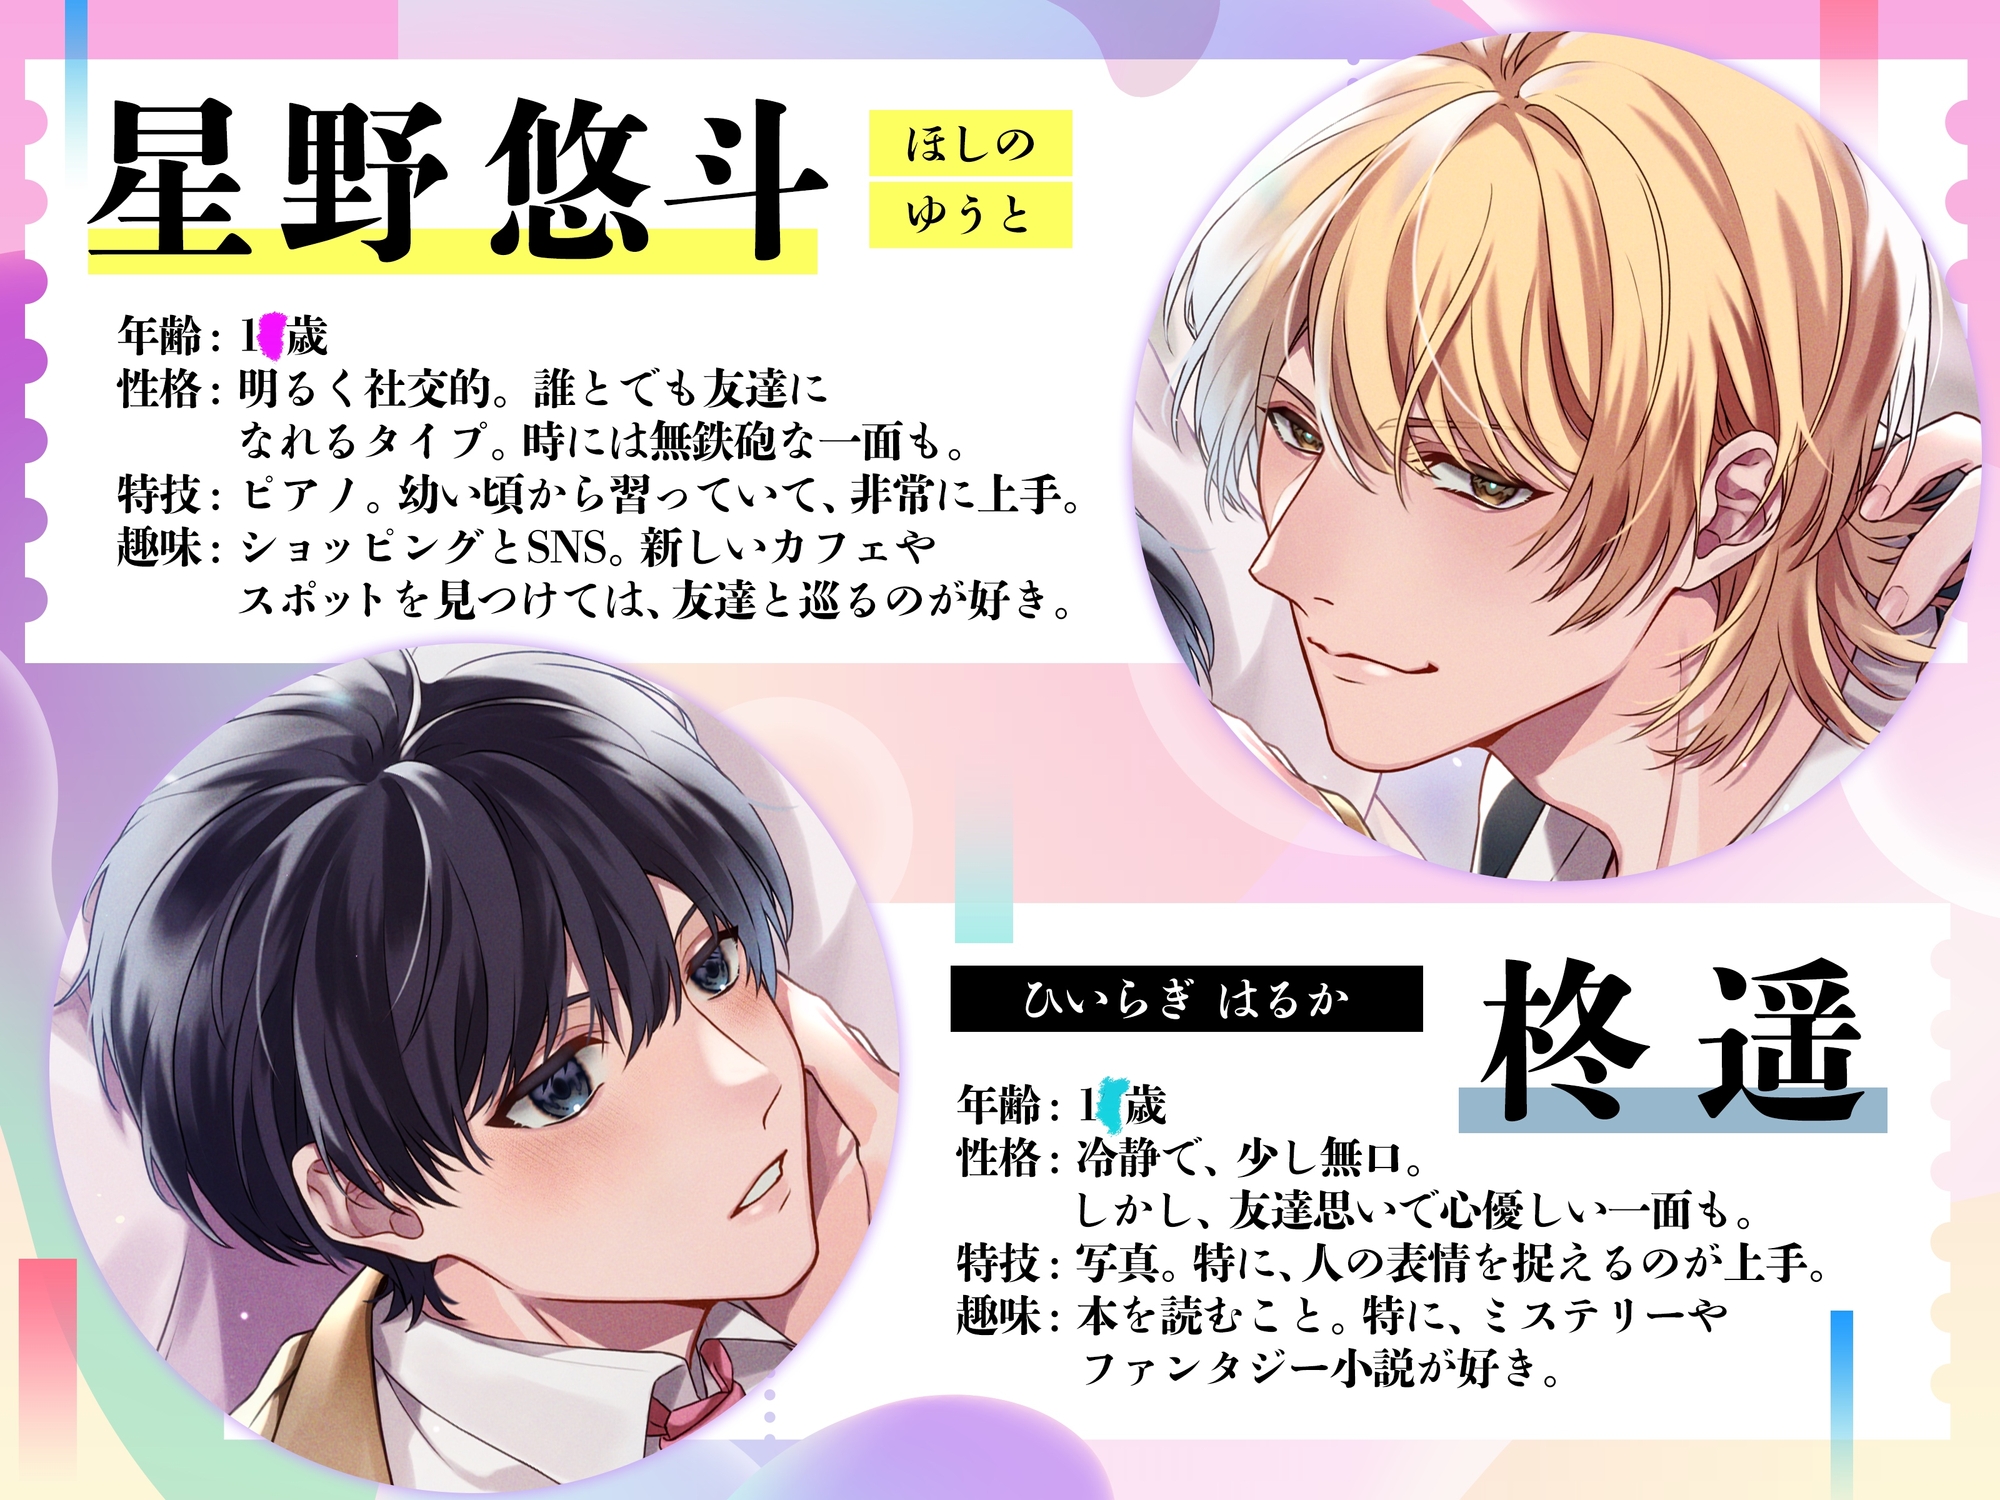 星野悠斗
ほしの
ゆうと
年齢: 1 歳
性格: 明るく社交的。誰とでも友達に
なれるタイプ。時には無鉄砲な一面も。
特技: ピアノ。幼い頃から習っていて、非常に上手。
趣味: ショッピングとSNS。新しいカフェや
スポットを見つけては、友達と巡るのが好き。
ひいらぎ はるか
柊 遥
年齢: 1 歳
性格: 冷静で、少し無口。
しかし、友達思いで心優しい一面も。
特技: 写真。特に、人の表情を捉えるのが上手。
趣味: 本を読むこと。特に、ミステリーや
ファンタジー小説が好き。